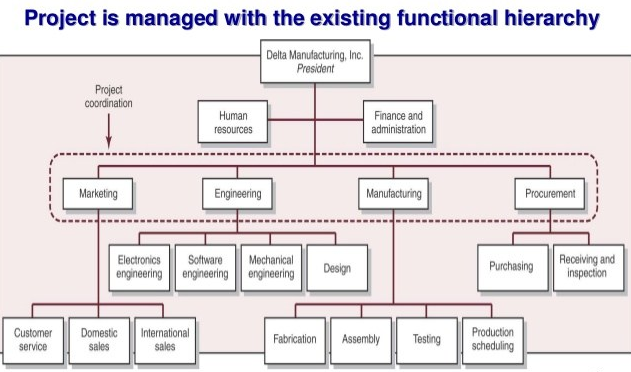 Project is managed with the existing functional hierarchy
Delta Manufacturing, Inc.
President
Project
coordination
Human
resources
Finance and
administration
Marketing
Engineering
Manufacturing
Procurement
Electronics
engineering
Software
engineering
Mechanical
engineering
Design
Purchasing
Receiving and
inspection
Customer
service
Domestic
sales
International
sales
Fabrication
Assembly
Testing
Production
scheduling